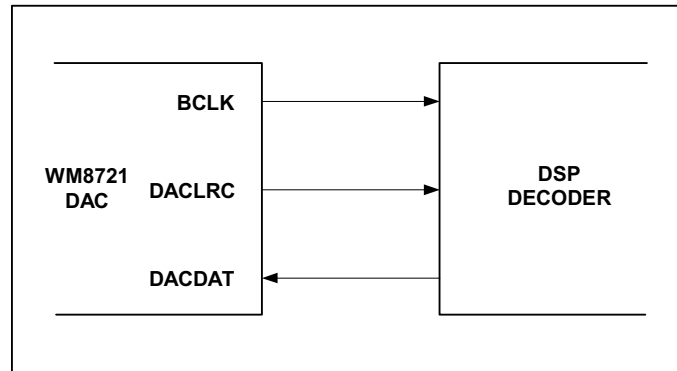 BCLK
WM8721
DAC
DACLRC
DSP
DECODER
DACDAT